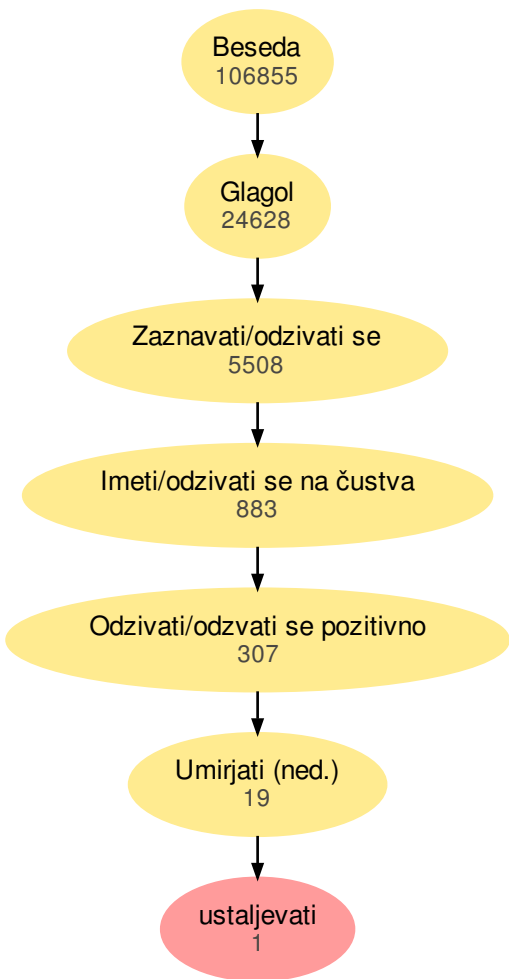 Beseda
106855
Glagol
24628
Zaznavati/odzivati se
5508
Imeti/odzivati se na čustva
883
Odzivati/odzvati se pozitivno
307
Umirjati (ned.)
19
ustaljevati
1